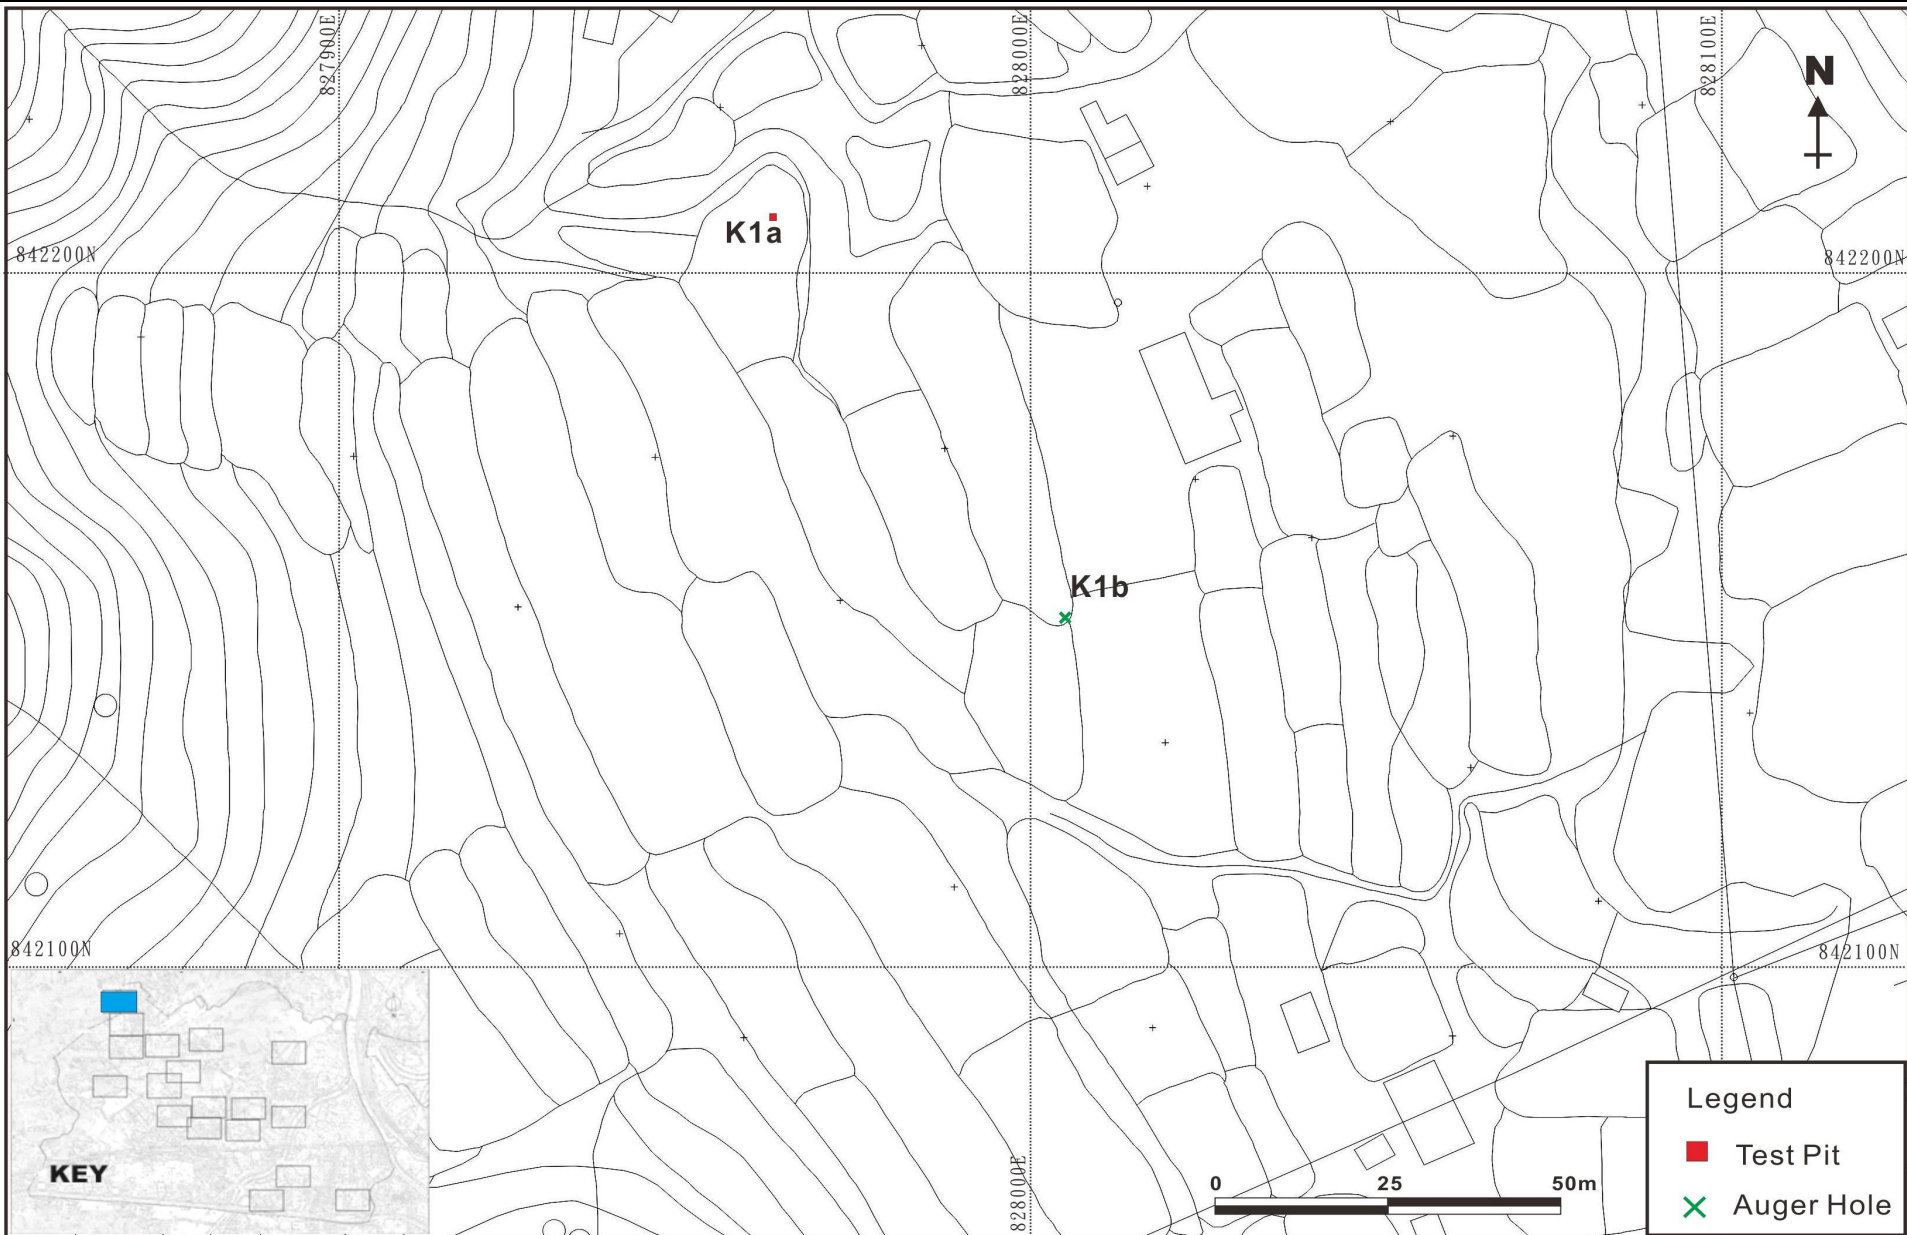 827900E
828000E
828100E
N
K1a
842200N
842200N
K1b
842100N
842100N
KEY
828000E
0 25 50m
Legend
Test Pit
Auger Hole